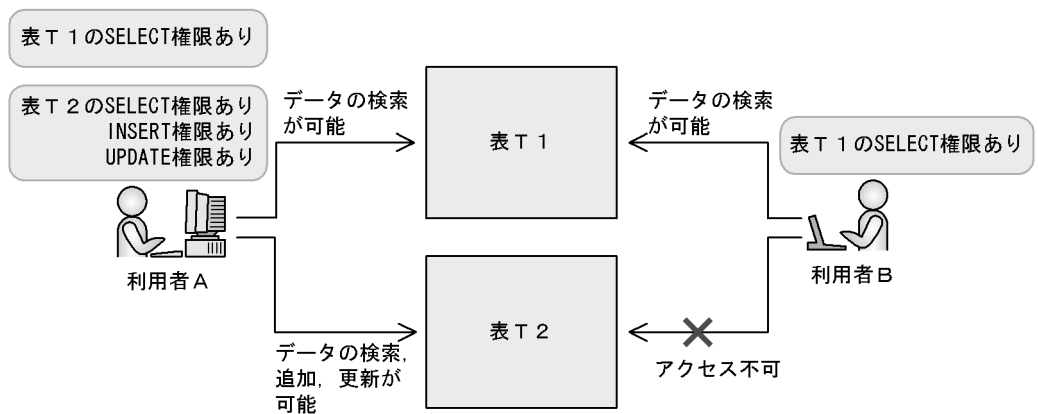 表Ｔ１のSELECT権限あり
表Ｔ２のSELECT権限あり
INSERT権限あり
UPDATE権限あり
利用者Ａ
データの検索
が可能
表Ｔ１
データの検索
が可能
表Ｔ１のSELECT権限あり
利用者Ｂ
データの検索，
追加，更新が
可能
表Ｔ２
アクセス不可